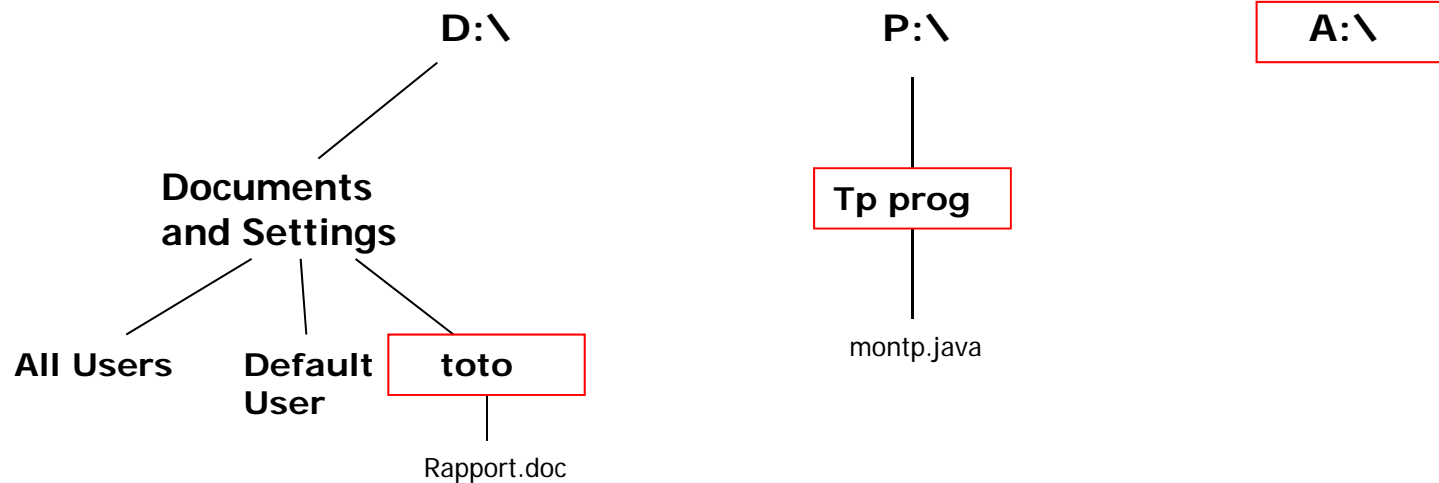 D:\
P:\
A:\
Documents
and Settings
Tp prog
All Users
Default
User
toto
montp.java
Rapport.doc